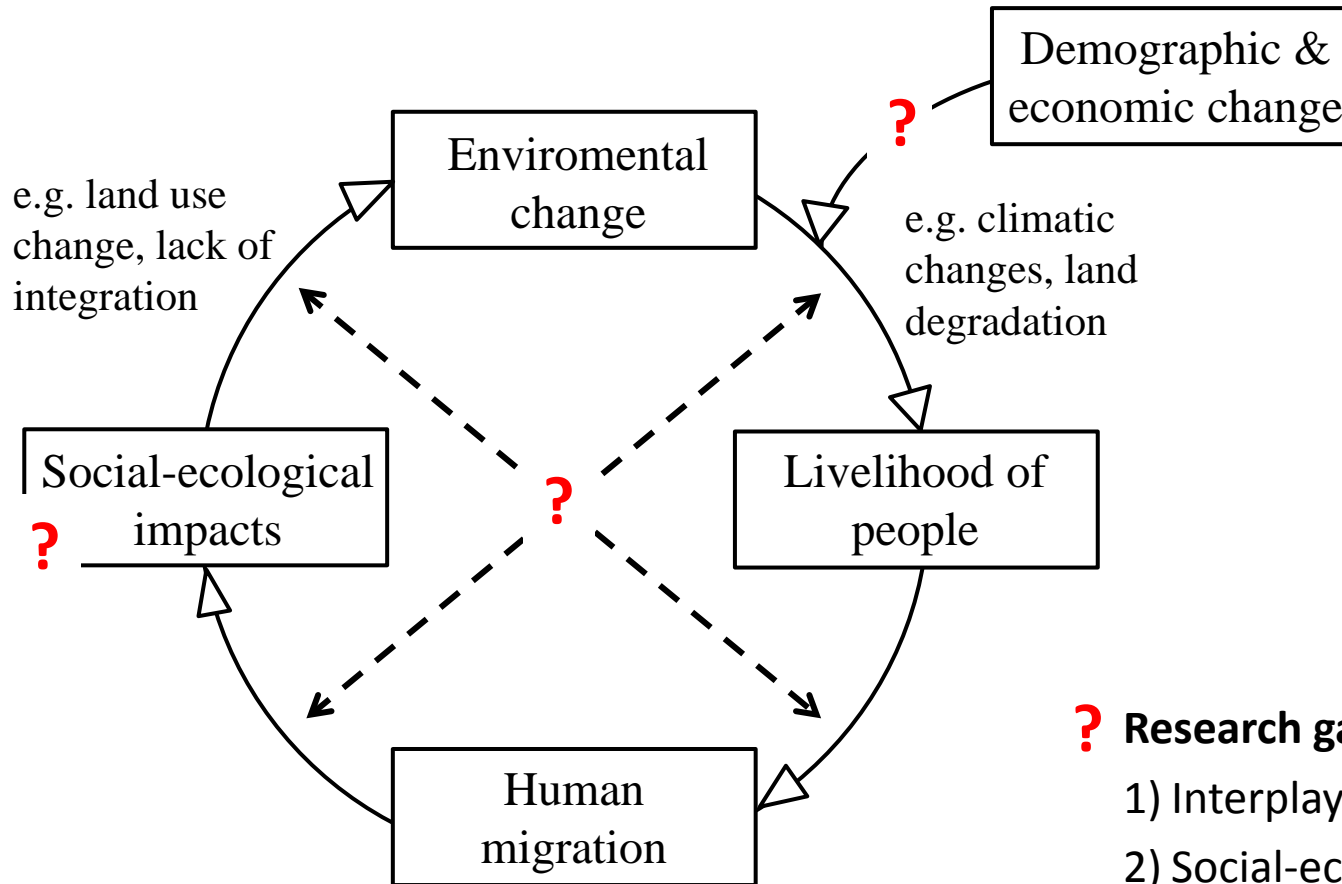 Demographic &
economic change
?
Enviromental
change
e.g. land use
change, lack of
integration
e.g. climatic
changes, land
degradation
Social-ecological
impacts
?
?
Livelihood of
people
Human
migration
? Research ga
1) Interplay
2) Social-ec